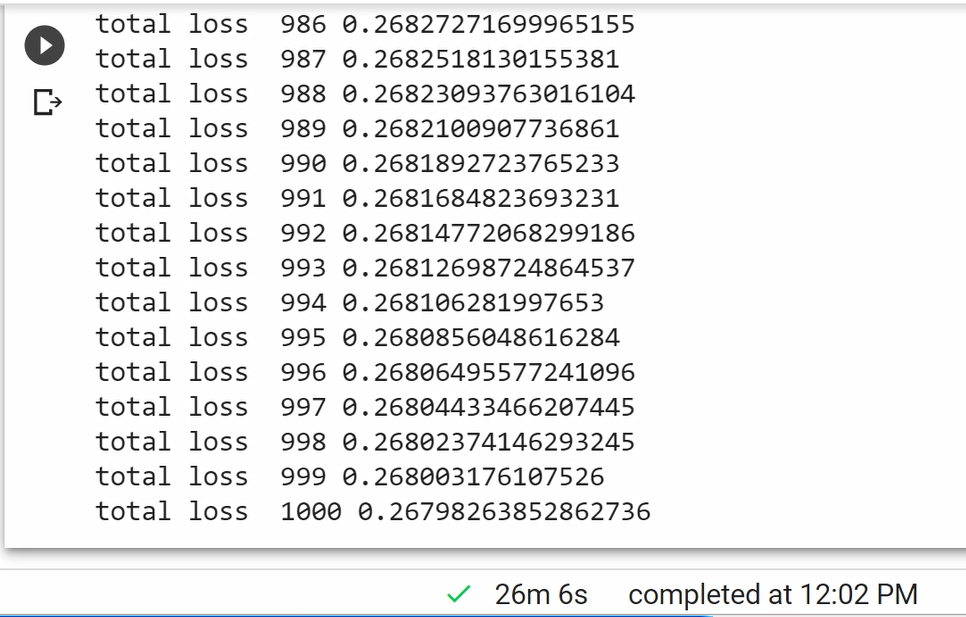 total loss  986 0.26827271699965155
total loss  987 0.2682518130155381
total loss  988 0.26823093763016104
total loss  989 0.2682100907736861
total loss  990 0.2681892723765233
total loss  991 0.2681684823693231
total loss  992 0.26814772068299186
total loss  993 0.26812698724864537
total loss  994 0.268106281997653
total loss  995 0.2680856048616284
total loss  996 0.26806495577241096
total loss  997 0.26804433466207445
total loss  998 0.26802374146293245
total loss  999 0.268003176107526
total loss  1000 0.26798263852862736
26m 6s completed at 12:02 PM